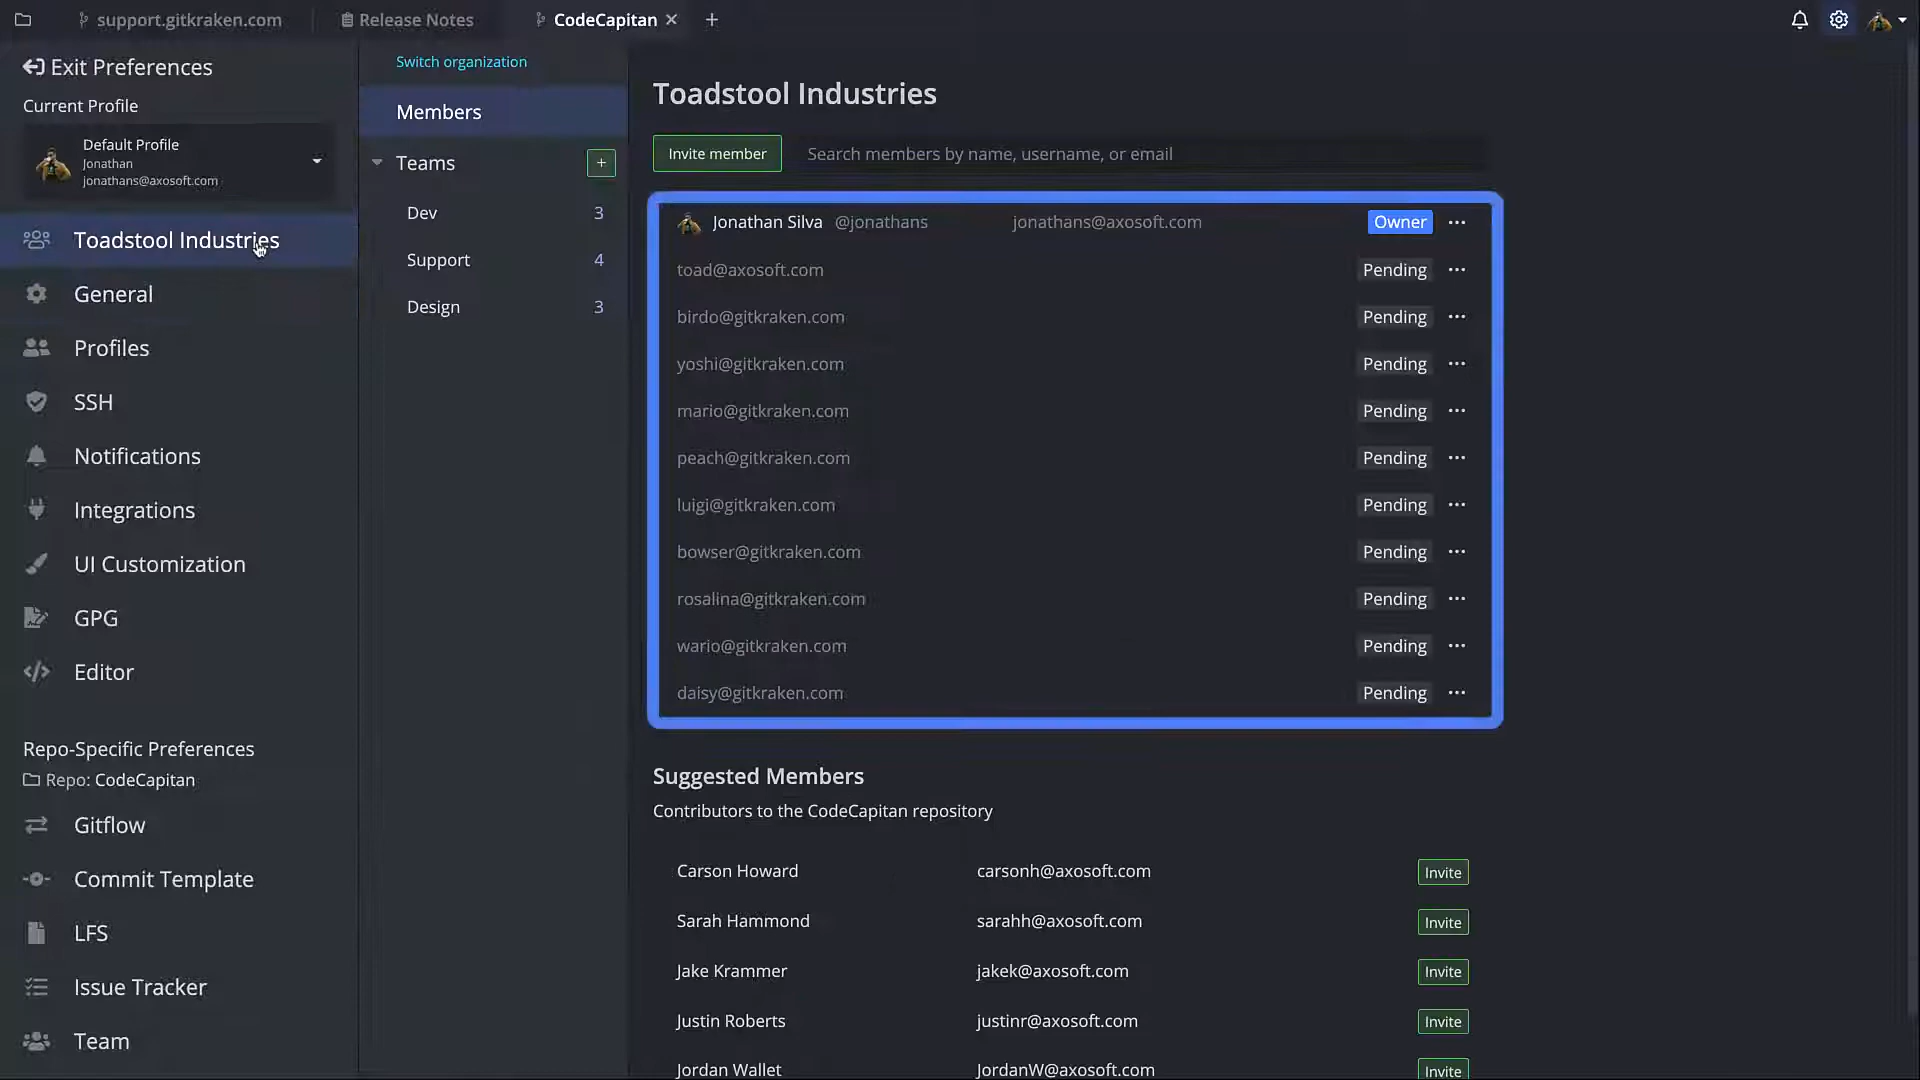 support.gitkraken.com
Release Notes
CodeCapitan
Exit Preferences
Current Profile
Default Profile
Jonathan
jonathans@axosoft.com
Toadstool Industries
General
Profiles
SSH
Notifications
Integrations
UI Customization
GPG
Editor
Repo-Specific Preferences
Repo: CodeCapitan
Gitflow
Commit Template
LFS
Issue Tracker
Team
Switch organization
Members
Teams +
Dev 3
Support 4
Design 3
Toadstool Industries
Invite member Search members by name, username, or email
Jonathan Silva @jonathans jonathans@axosoft.com Owner
toad@axosoft.com Pending
birdo@gitkraken.com Pending
yoshi@gitkraken.com Pending
mario@gitkraken.com Pending
peach@gitkraken.com Pending
luigi@gitkraken.com Pending
bowser@gitkraken.com Pending
rosalina@gitkraken.com Pending
wario@gitkraken.com Pending
daisy@gitkraken.com Pending
Suggested Members
Contributors to the CodeCapitan repository
Carson Howard carsonh@axosoft.com Invite
Sarah Hammond sarahh@axosoft.com Invite
Jake Krammer jakek@axosoft.com Invite
Justin Roberts justinr@axosoft.com Invite
Jordan Wallet JordanW@axosoft.com Invite